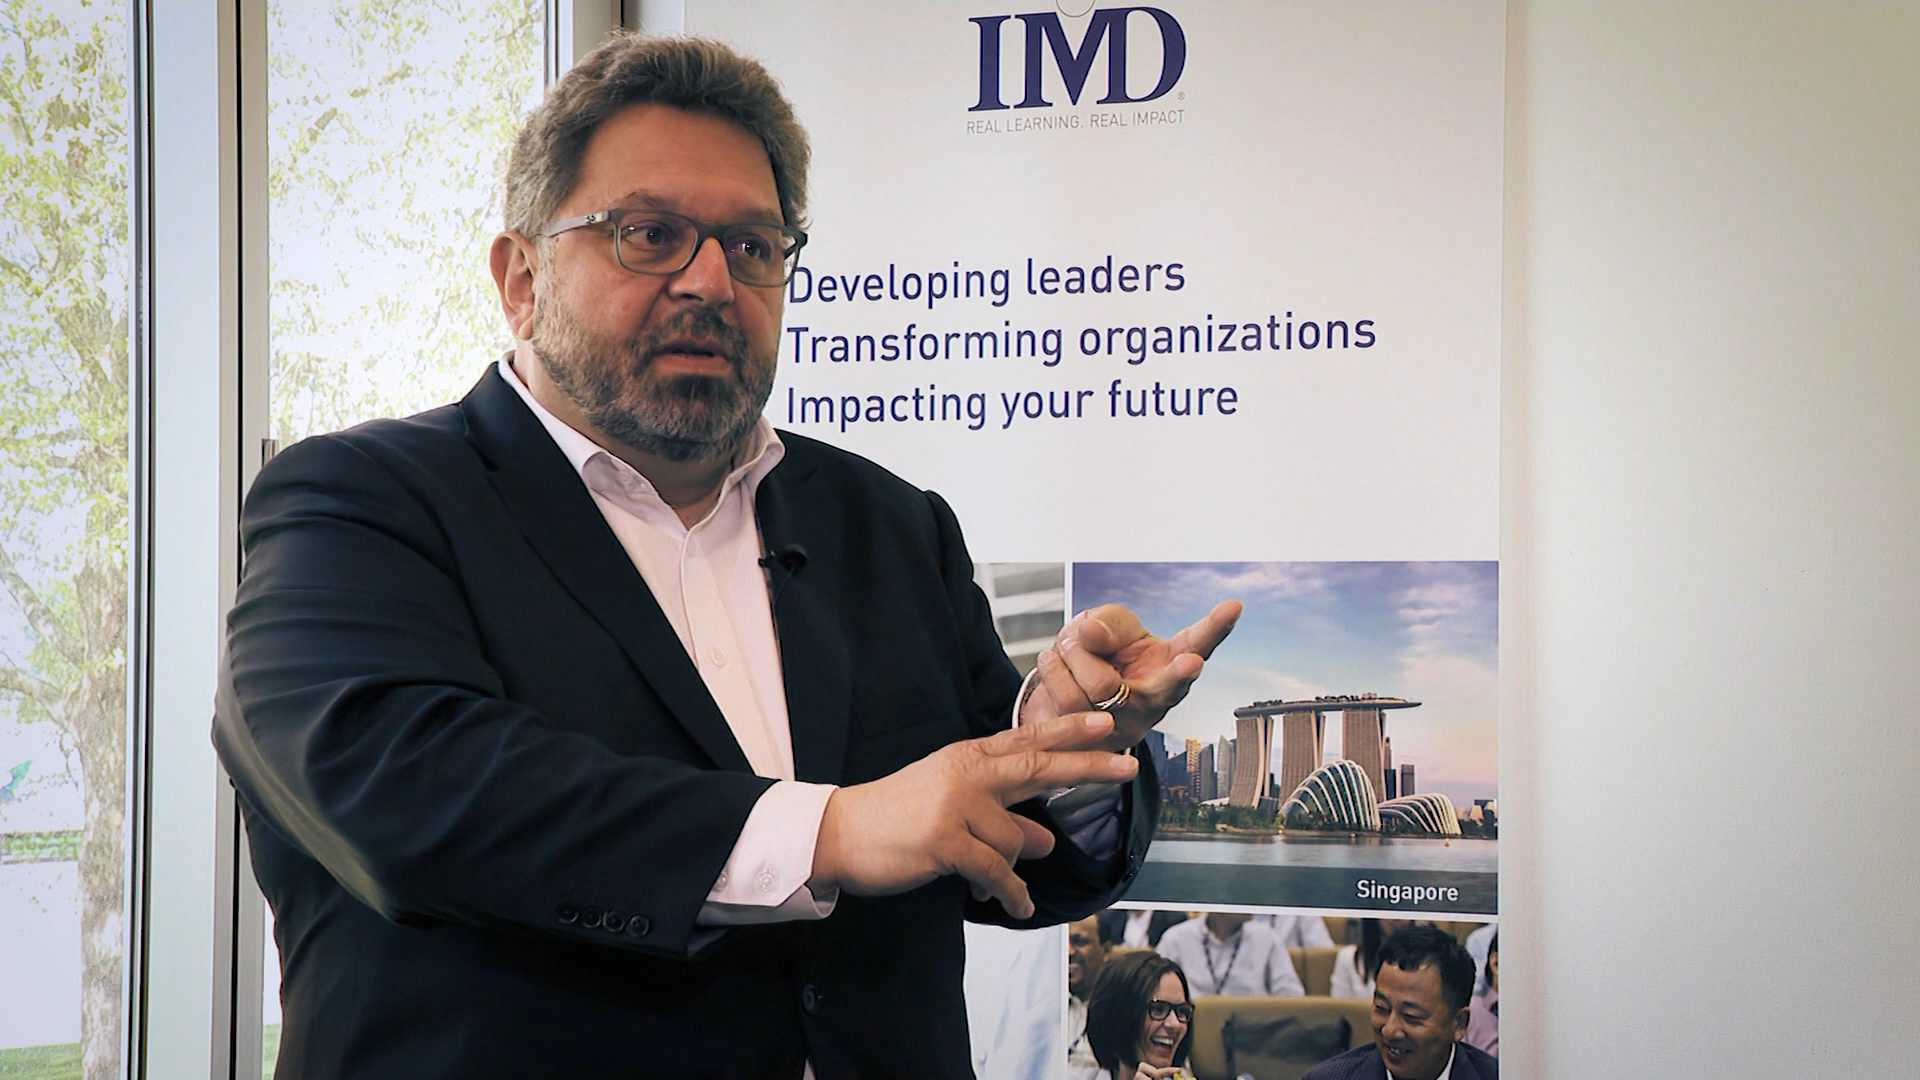 IMD
REAL LEARNING. REAL IMPACT
Developing leaders
Transforming organizations
Impacting your future
Singapore